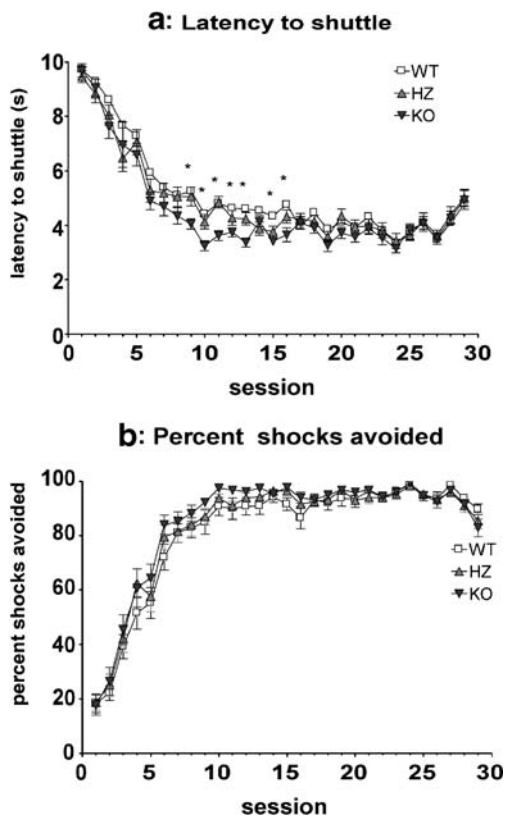 a: Latency to shuttle
WT
HZ
KO
latency to shuttle (s)
10
8
6
4
2
0
* * * * * * * *
0 5 10 15 20 25 30
session
b: Percent shocks avoided
percent shocks avoided
100
80
60
40
20
0
WT
HZ
KO
0 5 10 15 20 25 30
session